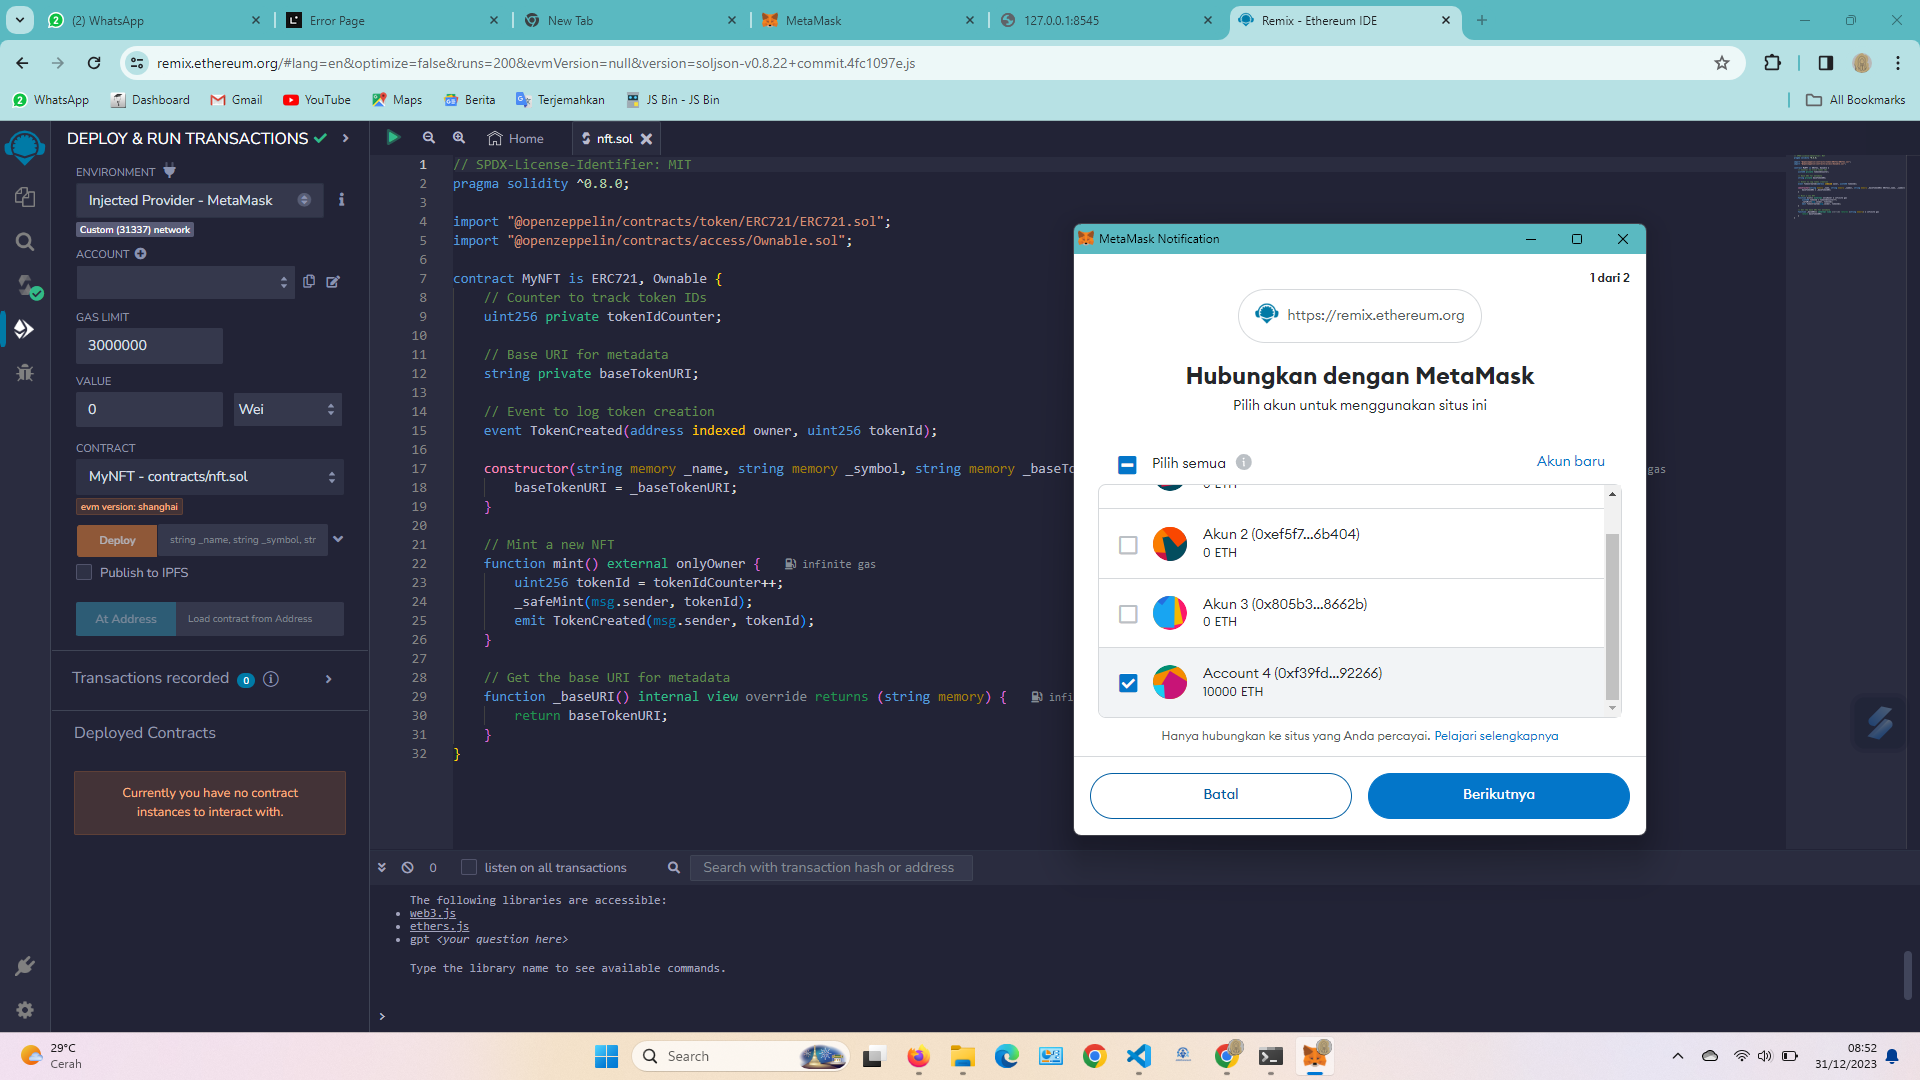 (2) WhatsApp
Error Page
New Tab
MetaMask
127.0.0.1:8545
Remix - Ethereum IDE
remix.ethereum.org/#lang=en&optimize=false&runs=200&evmVersion=null&version=soljson-v0.8.22+commit.4fc1097e.js
WhatsApp
Dashboard
Gmail
YouTube
Maps
Berita
Terjemahkan
JS Bin - JS Bin
All Bookmarks
DEPLOY & RUN TRANSACTIONS
ENVIRONMENT
Injected Provider - MetaMask
Custom (31337) network
ACCOUNT
GAS LIMIT
3000000
VALUE
0
Wei
CONTRACT
MyNFT - contracts/nft.sol
evm version: shanghai
Deploy
string _name, string _symbol, str
Publish to IPFS
At Address
Load contract from Address
Transactions recorded 0
Deployed Contracts
Currently you have no contract
instances to interact with.
Home
nft.sol
1 // SPDX-License-Identifier: MIT
2 pragma solidity ^0.8.0;
3
4 import "@openzeppelin/contracts/token/ERC721/ERC721.sol";
5 import "@openzeppelin/contracts/access/Ownable.sol";
6
7 contract MyNFT is ERC721, Ownable {
8 // Counter to track token IDs
9 uint256 private tokenIdCounter;
10
11 // Base URI for metadata
12 string private baseTokenURI;
13
14 // Event to log token creation
15 event TokenCreated(address indexed owner, uint256 tokenId);
16
17 constructor(string memory _name, string memory _symbol, string memory _baseTo
gas
18 baseTokenURI = _baseTokenURI;
19 }
20
21 // Mint a new NFT
22 function mint() external onlyOwner { infinite gas
23 uint256 tokenId = tokenIdCounter++;
24 _safeMint(msg.sender, tokenId);
25 emit TokenCreated(msg.sender, tokenId);
26 }
27
28 // Get the base URI for metadata
29 function _baseURI() internal view override returns (string memory) { infi
30 return baseTokenURI;
31 }
32 }
MetaMask Notification
1 dari 2
https://remix.ethereum.org
Hubungkan dengan MetaMask
Pilih akun untuk menggunakan situs ini
Pilih semua
Akun baru
0 ETH
Akun 2 (0xef5f7...6b404)
0 ETH
Akun 3 (0x805b3...8662b)
0 ETH
Account 4 (0xf39fd...92266)
10000 ETH
Hanya hubungkan ke situs yang Anda percayai. Pelajari selengkapnya
Batal
Berikutnya
0
listen on all transactions
Search with transaction hash or address
The following libraries are accessible:
• web3.js
• ethers.js
• gpt <your question here>
Type the library name to see available commands.
>
29°C
Cerah
Search
08:52
31/12/2023